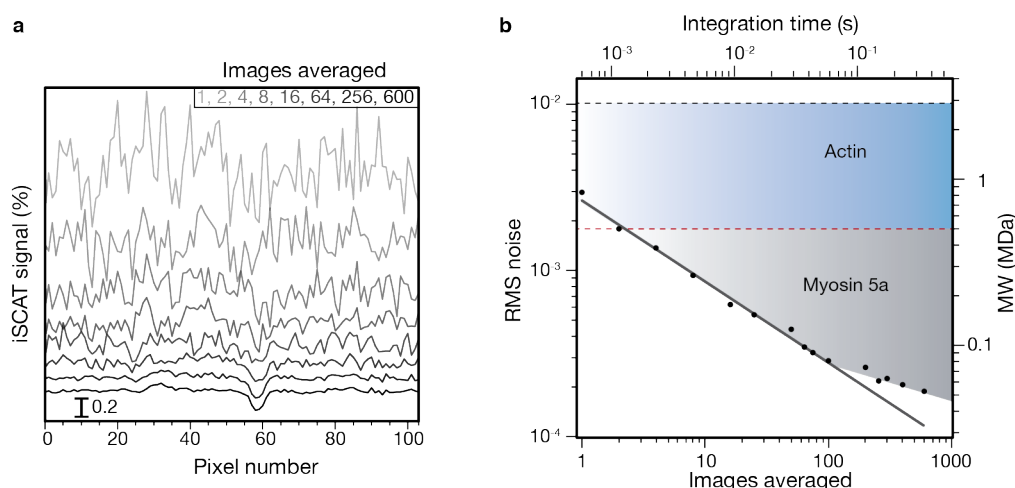 a
Images averaged
1, 2, 4, 8, 16, 64, 256, 600
iSCAT signal (%)
0.2
0 20 40 60 80 100
Pixel number
b
Integration time (s)
10-3 10-2 10-1
10-2
10-3
10-4
RMS noise
Actin
Myosin 5a
1
0.1
MW (MDa)
1 10 100 1000
Images averaged